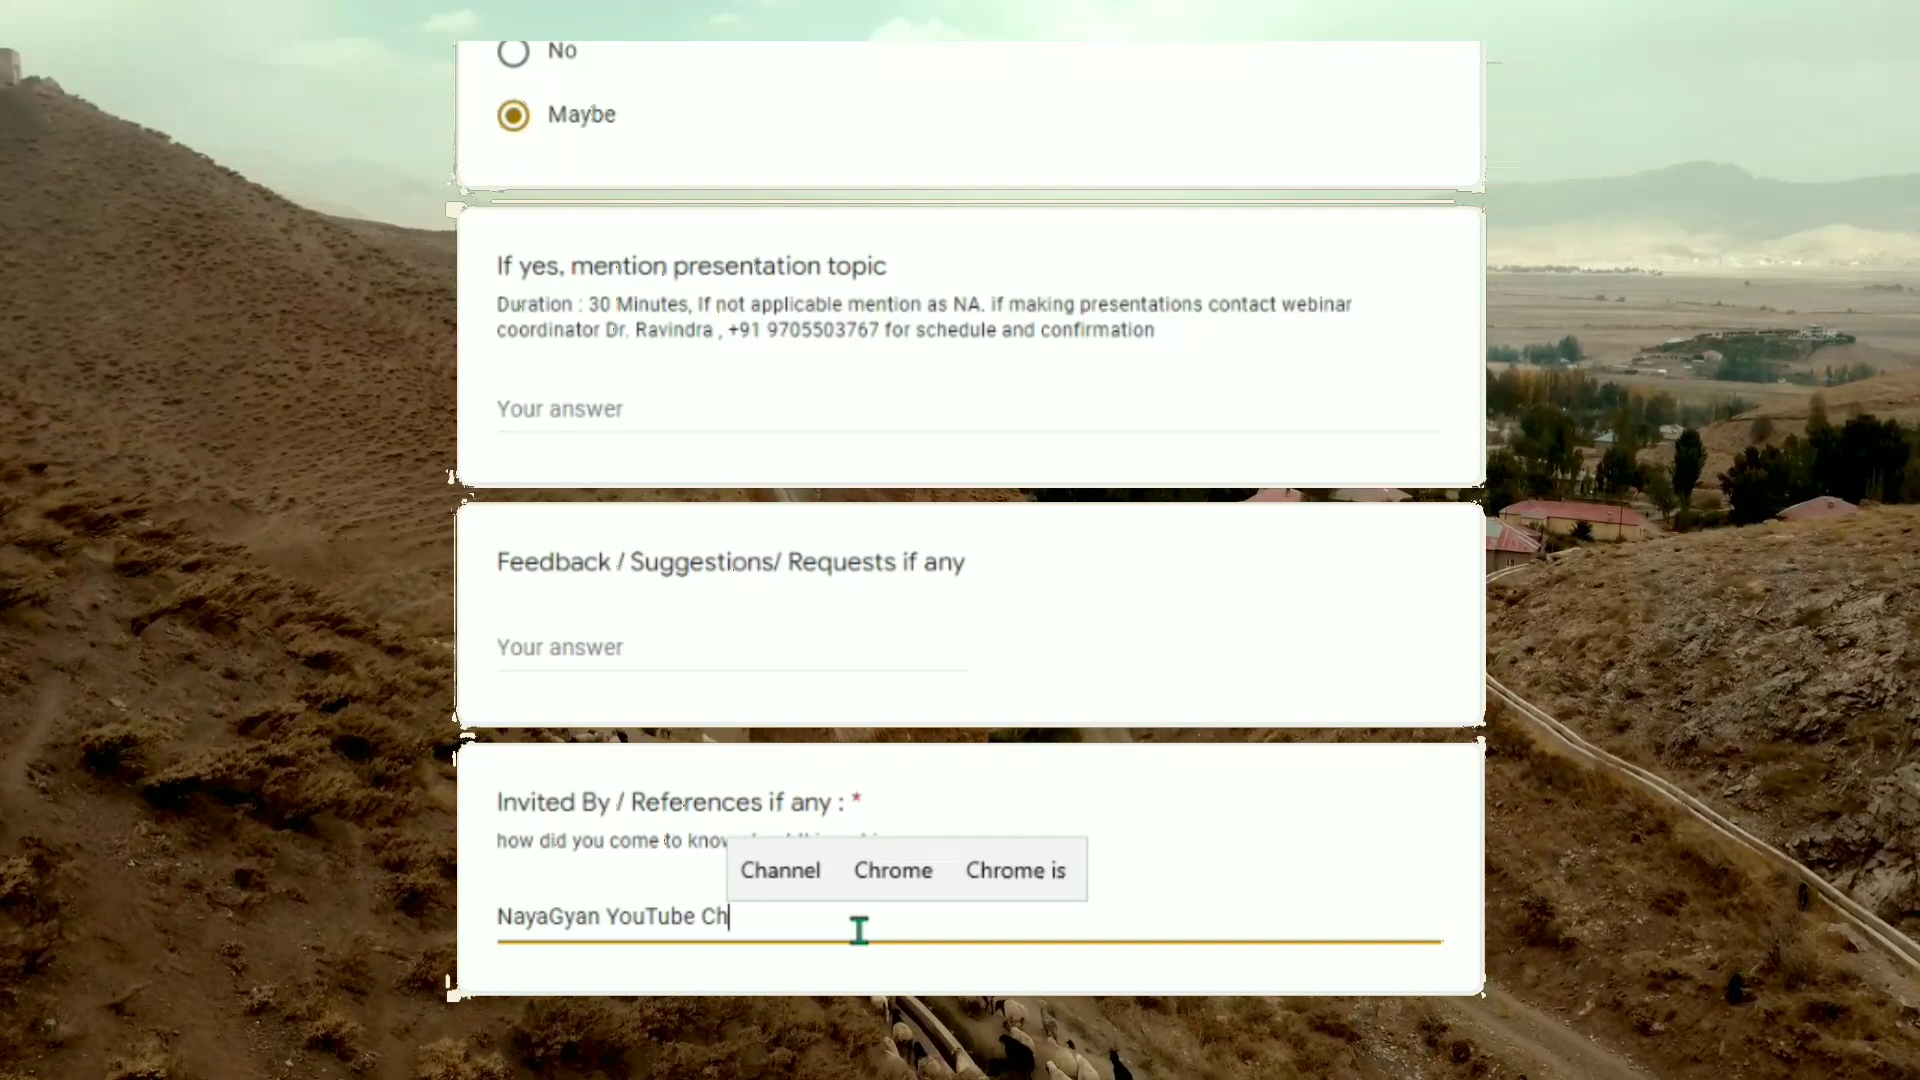 No
Maybe
If yes, mention presentation topic
Duration : 30 Minutes, If not applicable mention as NA. if making presentations contact webinar
coordinator Dr. Ravindra , +91 9705503767 for schedule and confirmation
Your answer
Feedback / Suggestions/ Requests if any
Your answer
Invited By / References if any : *
how did you come to know
Channel Chrome Chrome is
NayaGyan YouTube Ch